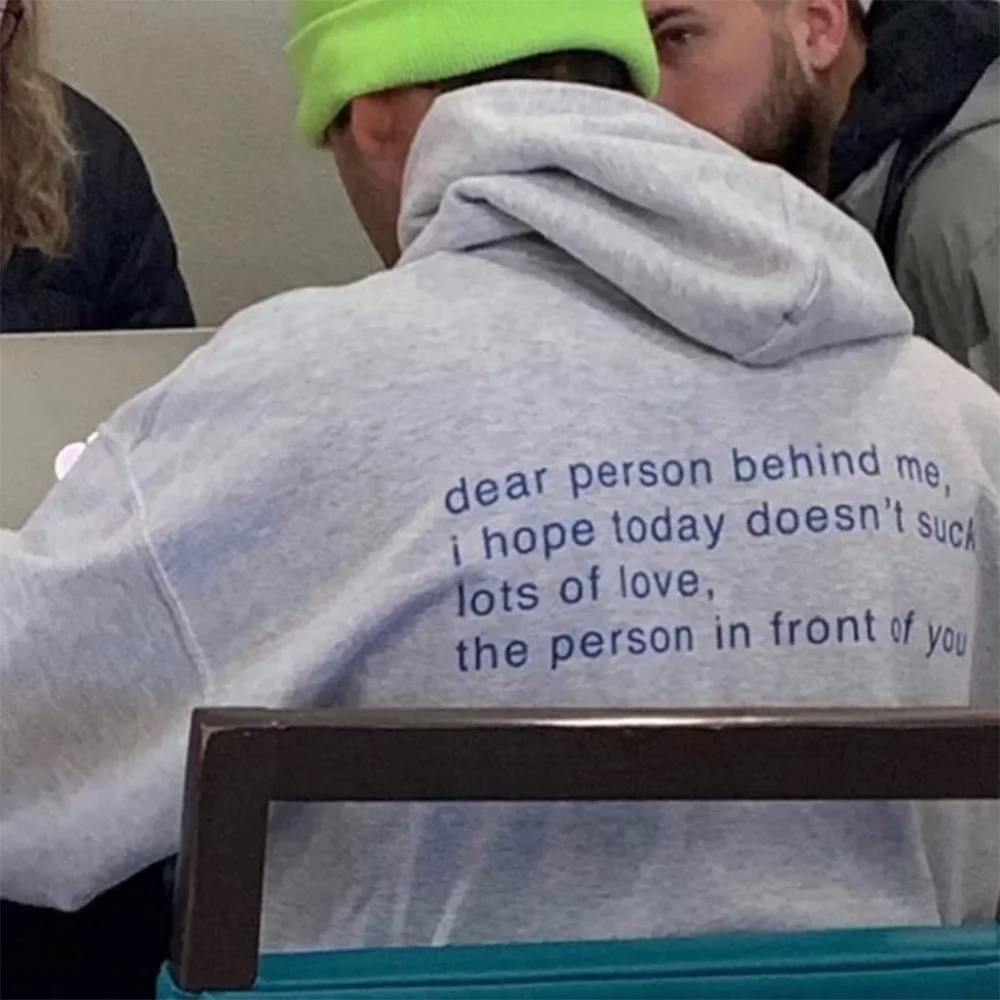 dear person behind me,
i hope today doesn't suck
lots of love,
the person in front of you